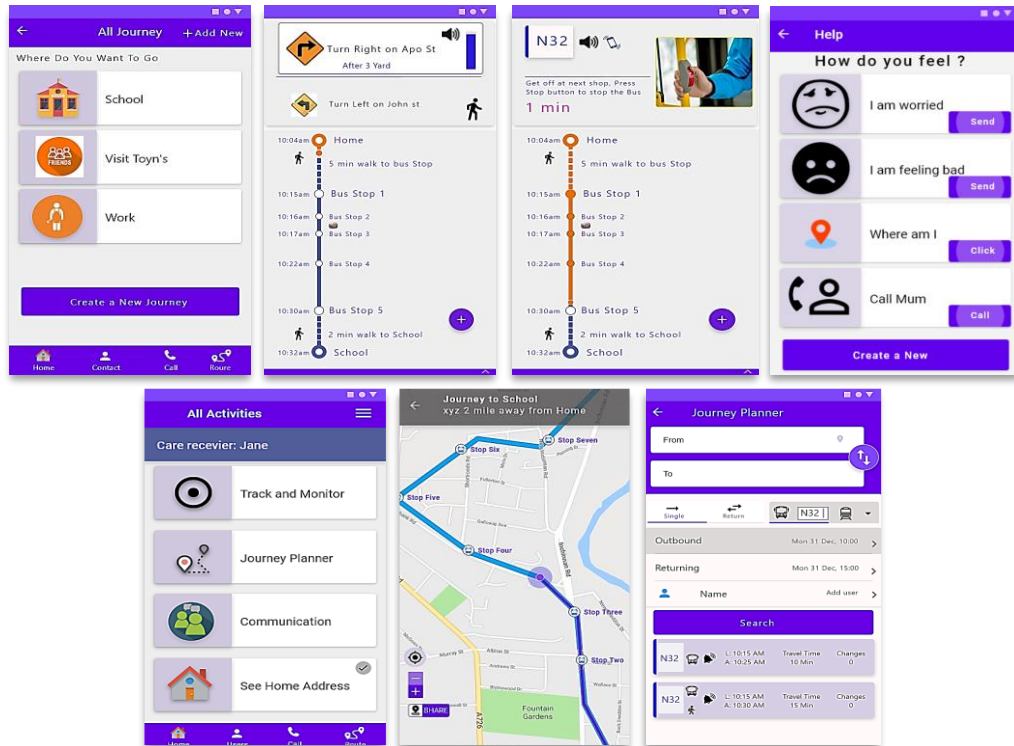 All Journey + Add New
Where Do You Want To Go
School
FRIENDS
Visit Toyn's
Work
Create a New Journey
Home Contact Call Roure
Turn Right on Apo St
After 3 Yard
Turn Left on John st
10:04am Home
5 min walk to bus Stop
10:15am Bus Stop 1
10:16am Bus Stop 2
10:17am Bus Stop 3
10:22am Bus Stop 4
10:30am Bus Stop 5
2 min walk to School
10:32am School
+
N32
Get off at next shop, Press
Stop button to stop the Bus
1 min
10:04am Home
5 min walk to bus Stop
10:15am Bus Stop 1
10:16am Bus Stop 2
10:17am Bus Stop 3
10:22am Bus Stop 4
10:30am Bus Stop 5
2 min walk to School
10:32am School
+
Help
How do you feel ?
I am worried
Send
I am feeling bad
Send
Where am I
Click
Call Mum
Call
Create a New
All Activities
Care recevier: Jane
Track and Monitor
Journey Planner
Communication
See Home Address
Home Users Call Route
Journey to School
xyz 2 mile away from Home
Stop Seven
Stop Six
Stop Five
Stop Four
Stop Three
Stop Two
Murray St
Albion St
Fountain
Gardens
A726
SHARE
Journey Planner
From
To
Single Return N32
Outbound Mon 31 Dec, 10:00
Returning Mon 31 Dec, 15:00
Name Add user
Search
N32 L: 10:15 AM Travel Time Changes
A: 10:25 AM 10 Min 0
N32 L: 10:15 AM Travel Time Changes
A: 10:30 AM 15 Min 0